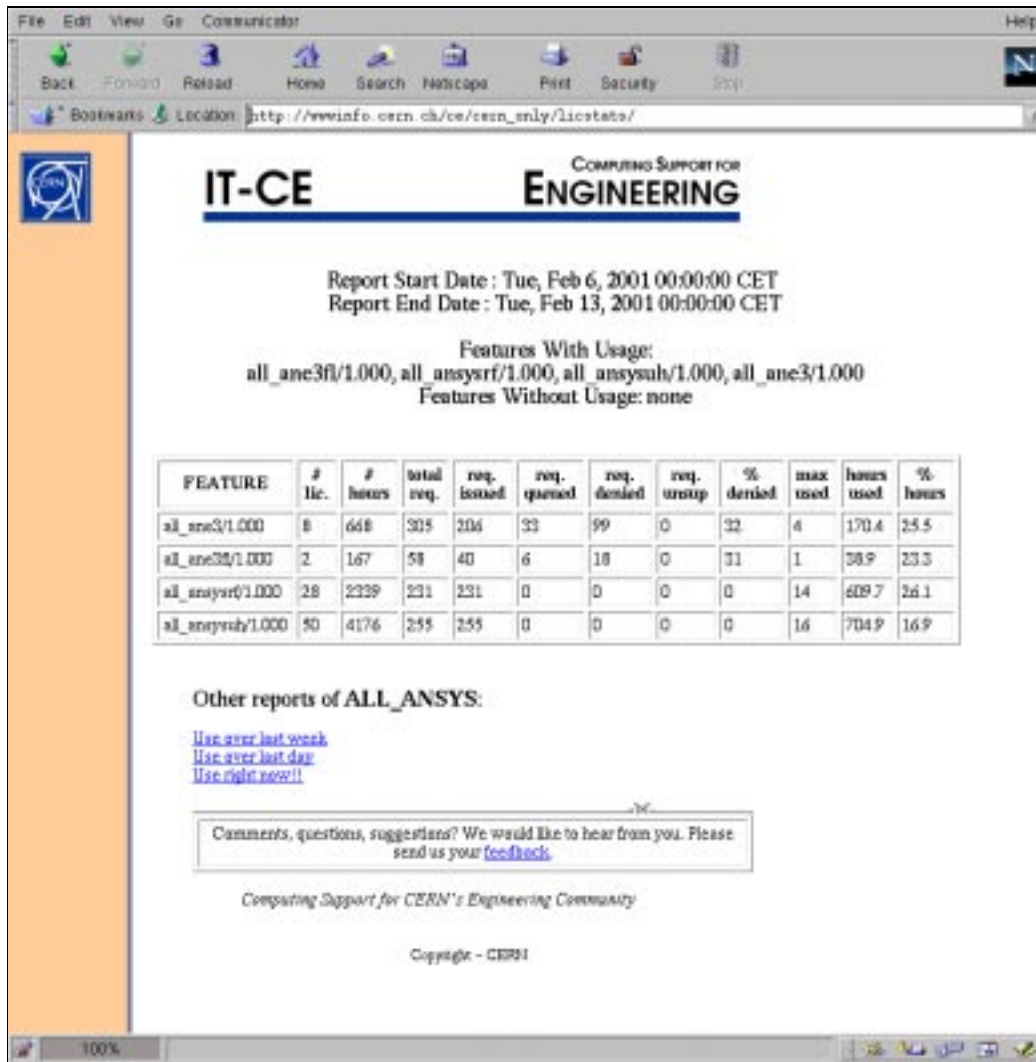 File Edit View Go Communicator Help
Back Forward Reload Home Search Netscape Print Security Stop
Bookmarks Location: http://wwwinfo.cern.ch/ce/cern_only/licstats/
CERN
IT-CE
COMPUTING SUPPORT FOR
ENGINEERING
Report Start Date : Tue, Feb 6, 2001 00:00:00 CET
Report End Date : Tue, Feb 13, 2001 00:00:00 CET
Features With Usage:
all_ane3fl/1.000, all_ansysrf/1.000, all_ansysuh/1.000, all_ane3/1.000
Features Without Usage: none
FEATURE # lic. # hours total req. req. issued req. queued req. denied req. unsup % denied max used hours used % hours
all_ane3/1.000 8 668 305 206 33 99 0 32 4 170.4 25.5
all_ane3fl/1.000 2 167 58 40 6 18 0 31 1 38.9 23.3
all_ansysrf/1.000 28 2339 231 231 0 0 0 0 14 609.7 26.1
all_ansysuh/1.000 50 4176 255 255 0 0 0 0 16 704.9 16.9
Other reports of ALL_ANSYS:
Use over last week
Use over last day
Use right now!!
Comments, questions, suggestions? We would like to hear from you. Please
send us your feedback.
Computing Support for CERN's Engineering Community
Copyright - CERN
100%